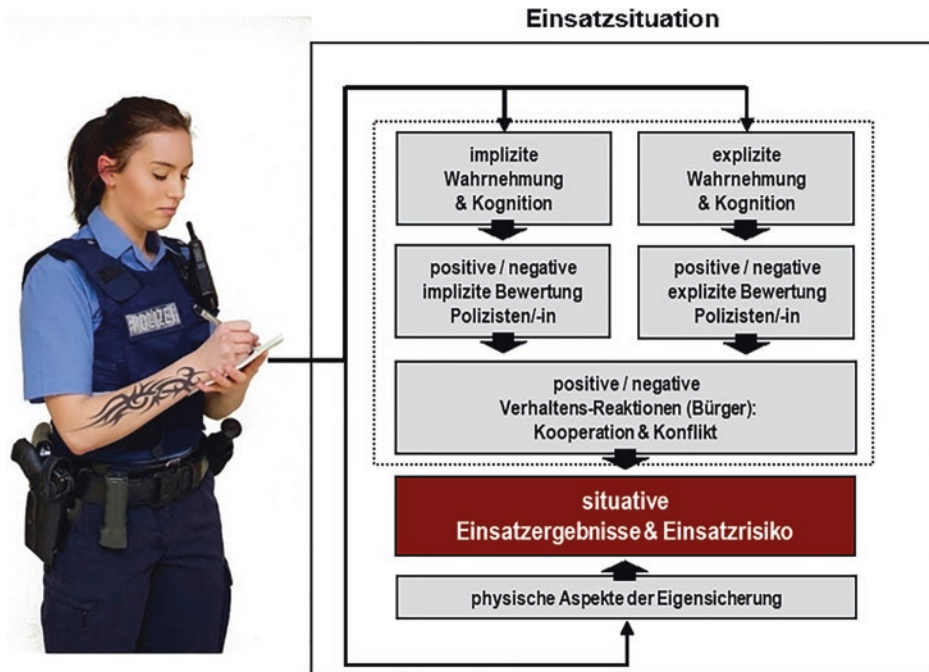 Einsatzsituation
implizite
Wahrnehmung
& Kognition
explizite
Wahrnehmung
& Kognition
positive / negative
implizite Bewertung
Polizisten/-in
positive / negative
explizite Bewertung
Polizisten/-in
POLIZEI
positive / negative
Verhaltens-Reaktionen (Bürger):
Kooperation & Konflikt
situative
Einsatzergebnisse & Einsatzrisiko
physische Aspekte der Eigensicherung